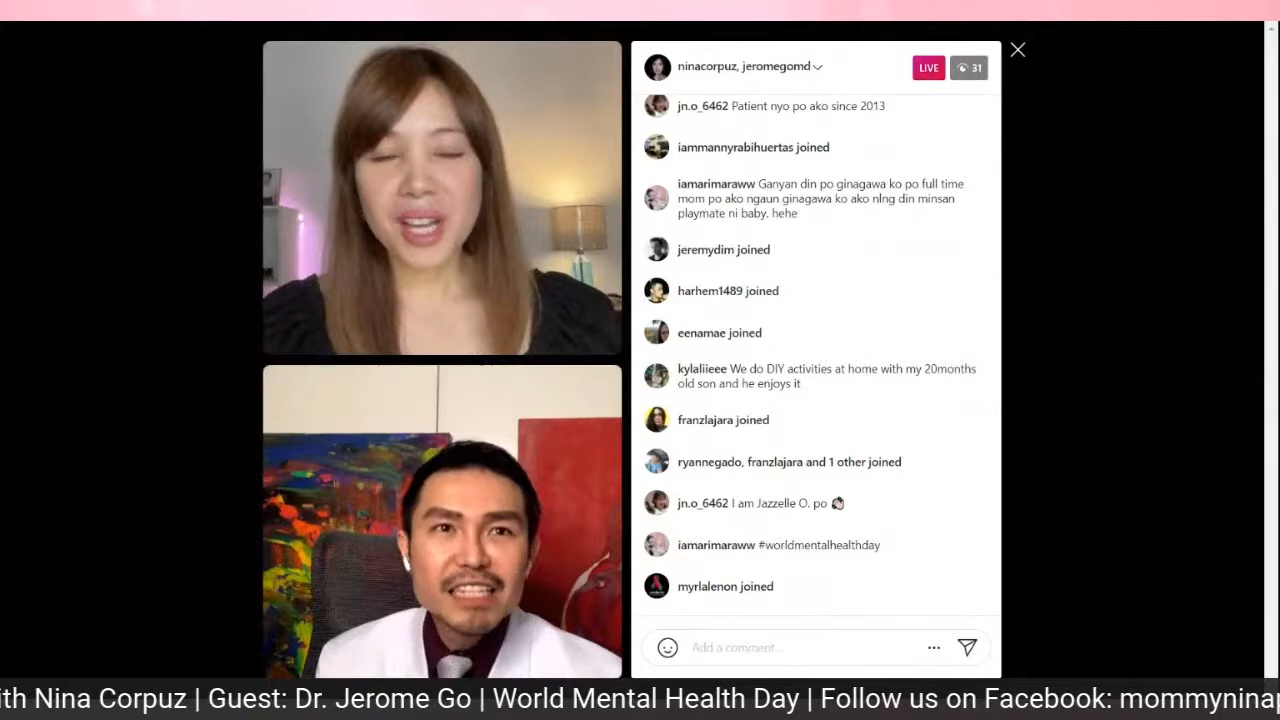 ninacorpuz, jeromegomd
LIVE
31
jn.o_6462 Patient nyo po ako since 2013
iammannyrabihuertas joined
iamarimaraww Ganyan din po ginagawa ko po full time
mom po ako ngaun ginagawa ko ako nlng din minsan
playmate ni baby. hehe
jeremydim joined
harhem1489 joined
eenamae joined
kylaliieee We do DIY activities at home with my 20months
old son and he enjoys it
franzlajara joined
ryannegado, franzlajara and 1 other joined
jn.o_6462 I am Jazzelle O. po
iamarimaraww #worldmentalhealthday
myrlalenon joined
Add a comment...
ith Nina Corpuz | Guest: Dr. Jerome Go | World Mental Health Day | Follow us on Facebook: mommynina